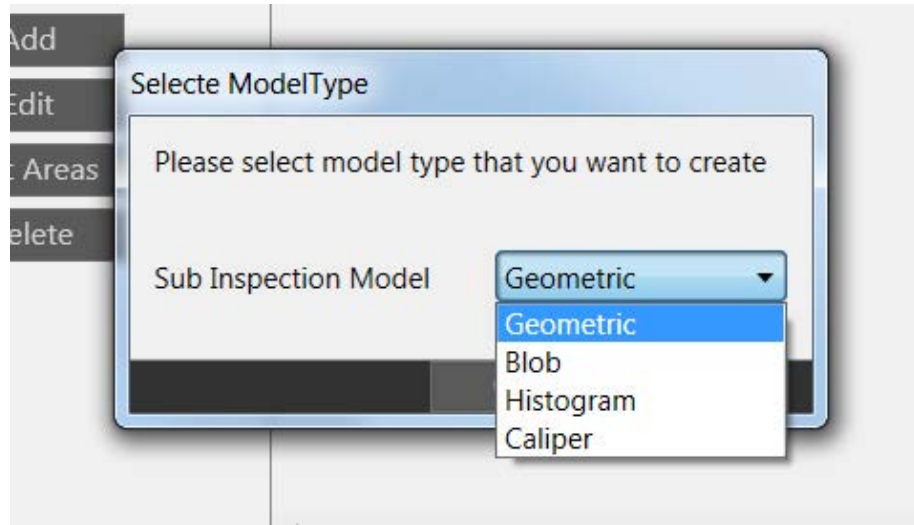 Add
Edit
Areas
Delete
Selecte ModelType
Please select model type that you want to create
Sub Inspection Model
Geometric
Geometric
Blob
Histogram
Caliper